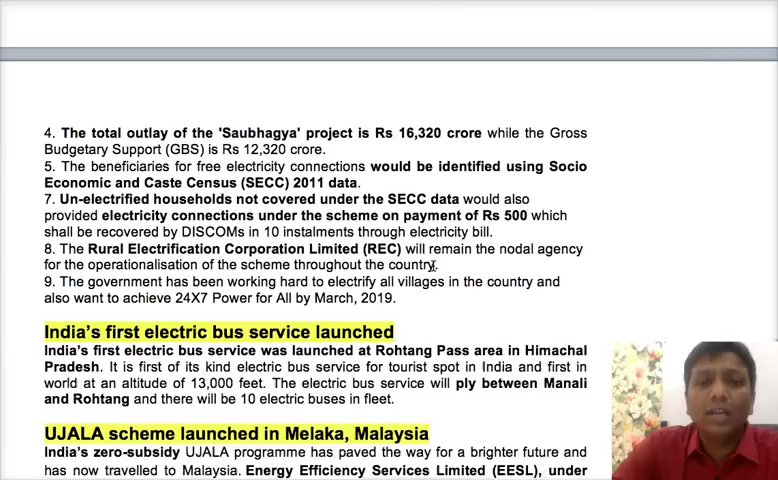 4. The total outlay of the 'Saubhagya' project is Rs 16,320 crore while the Gross
Budgetary Support (GBS) is Rs 12,320 crore.
5. The beneficiaries for free electricity connections would be identified using Socio
Economic and Caste Census (SECC) 2011 data.
7. Un-electrified households not covered under the SECC data would also
provided electricity connections under the scheme on payment of Rs 500 which
shall be recovered by DISCOMs in 10 instalments through electricity bill.
8. The Rural Electrification Corporation Limited (REC) will remain the nodal agency
for the operationalisation of the scheme throughout the country.
9. The government has been working hard to electrify all villages in the country and
also want to achieve 24X7 Power for All by March, 2019.
India's first electric bus service launched
India's first electric bus service was launched at Rohtang Pass area in Himachal
Pradesh. It is first of its kind electric bus service for tourist spot in India and first in
world at an altitude of 13,000 feet. The electric bus service will ply between Manali
and Rohtang and there will be 10 electric buses in fleet.
UJALA scheme launched in Melaka, Malaysia
India's zero-subsidy UJALA programme has paved the way for a brighter future and
has now travelled to Malaysia. Energy Efficiency Services Limited (EESL), under